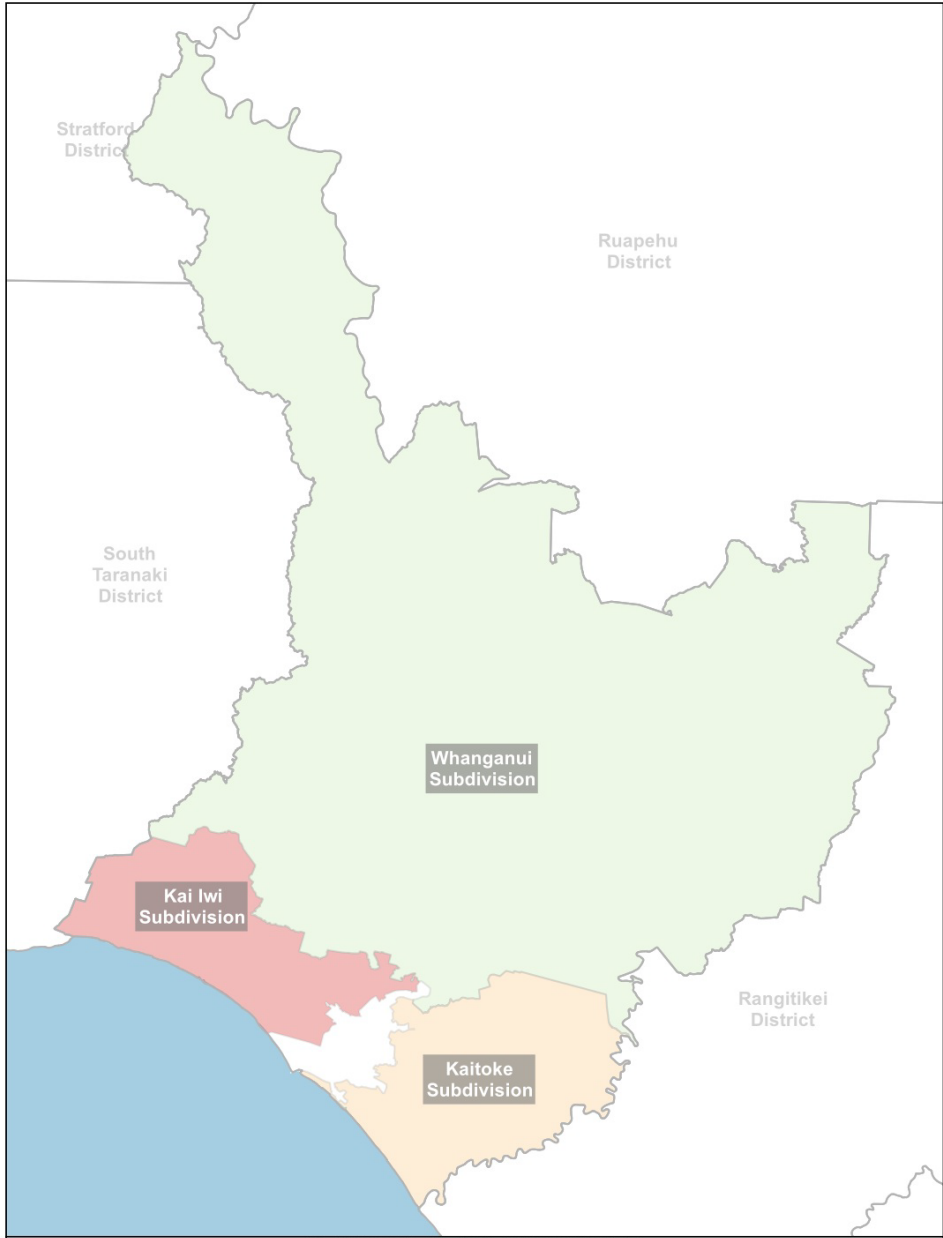 Stratford
District
Ruapehu
District
South
Taranaki
District
Whanganui
Subdivision
Kai Iwi
Subdivision
Rangitikei
District
Kaitoke
Subdivision